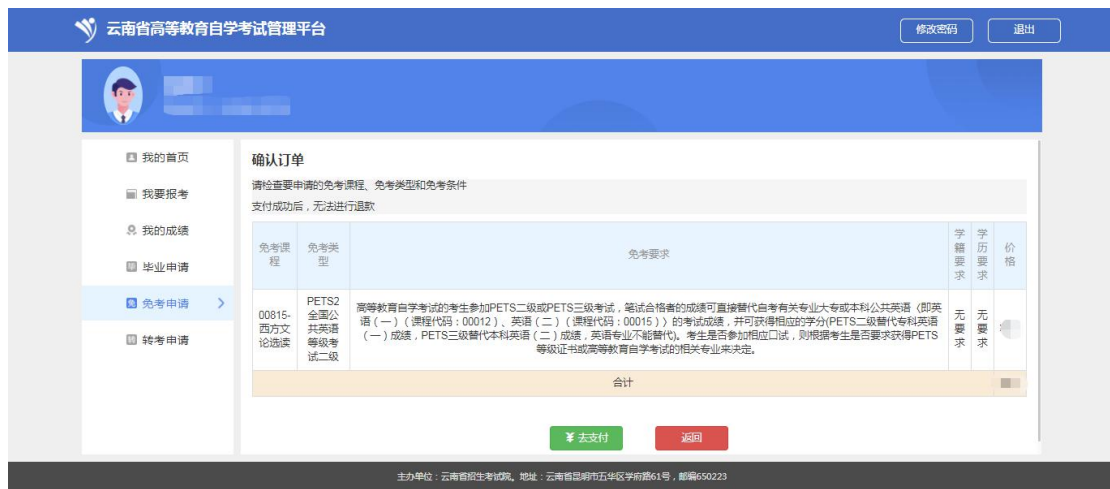 云南省高等教育自学考试管理平台
修改密码
退出
我的首页
我要报考
我的成绩
毕业申请
免考申请
转考申请
确认订单
请检查要申请的免考课程、免考类型和免考条件
支付成功后，无法进行退款
免考课程
免考类型
免考要求
学籍要求
学历要求
价格
00815-
西方文
论选读
PETS2
全国公
共英语
等级考
试二级
高等教育自学考试的考生参加PETS二级或PETS三级考试，笔试合格者的成绩可直接替代自考有关专业大专或本科公共英语（即英
语（一）（课程代码：00012）、英语（二）（课程代码：00015））的考试成绩，并可获得相应的学分(PETS二级替代专科英语
（一）成绩，PETS三级替代本科英语（二）成绩，英语专业不能替代)。考生是否参加相应口试，则根据考生是否要求获得PETS
等级证书或高等教育自学考试的相关专业来决定。
无要求
无要求
合计
¥ 去支付
返回
主办单位：云南省招生考试院。地址：云南省昆明市五华区学府路61号，邮编650223